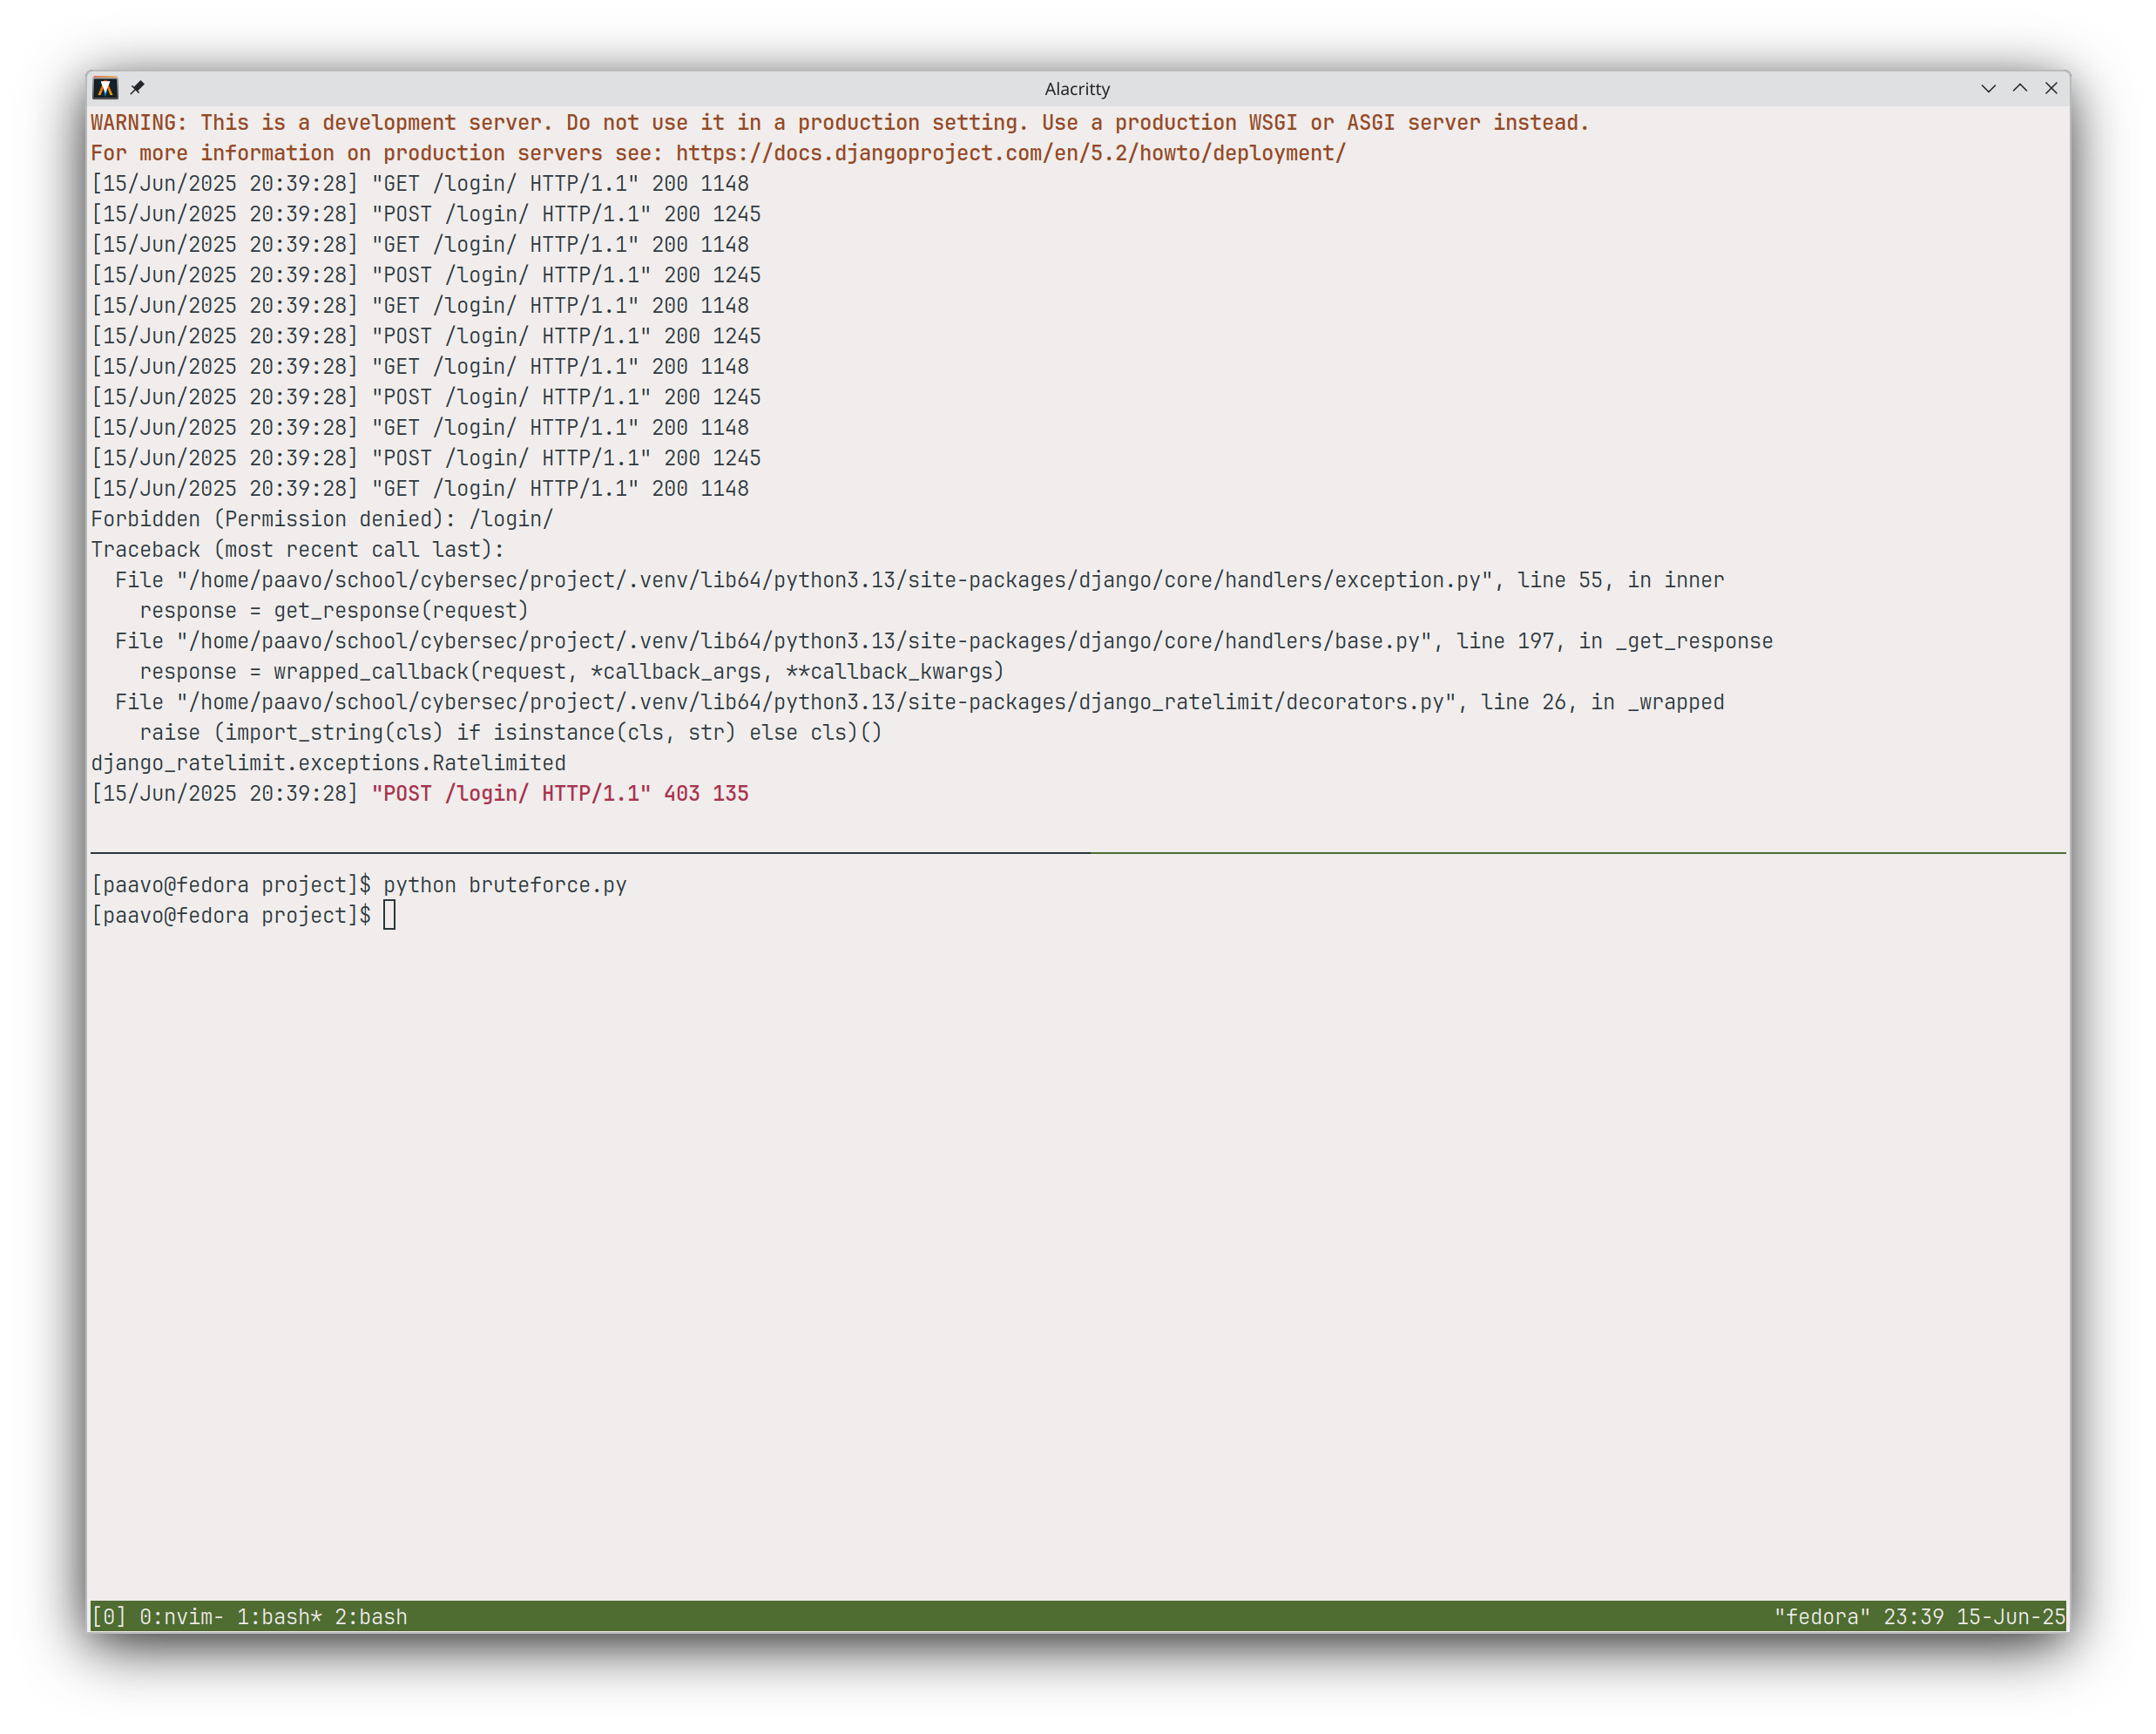 Alacritty
WARNING: This is a development server. Do not use it in a production setting. Use a production WSGI or ASGI server instead.
For more information on production servers see: https://docs.djangoproject.com/en/5.2/howto/deployment/
[15/Jun/2025 20:39:28] "GET /login/ HTTP/1.1" 200 1148
[15/Jun/2025 20:39:28] "POST /login/ HTTP/1.1" 200 1245
[15/Jun/2025 20:39:28] "GET /login/ HTTP/1.1" 200 1148
[15/Jun/2025 20:39:28] "POST /login/ HTTP/1.1" 200 1245
[15/Jun/2025 20:39:28] "GET /login/ HTTP/1.1" 200 1148
[15/Jun/2025 20:39:28] "POST /login/ HTTP/1.1" 200 1245
[15/Jun/2025 20:39:28] "GET /login/ HTTP/1.1" 200 1148
[15/Jun/2025 20:39:28] "POST /login/ HTTP/1.1" 200 1245
[15/Jun/2025 20:39:28] "GET /login/ HTTP/1.1" 200 1148
[15/Jun/2025 20:39:28] "POST /login/ HTTP/1.1" 200 1245
[15/Jun/2025 20:39:28] "GET /login/ HTTP/1.1" 200 1148
Forbidden (Permission denied): /login/
Traceback (most recent call last):
  File "/home/paavo/school/cybersec/project/.venv/lib64/python3.13/site-packages/django/core/handlers/exception.py", line 55, in inner
    response = get_response(request)
  File "/home/paavo/school/cybersec/project/.venv/lib64/python3.13/site-packages/django/core/handlers/base.py", line 197, in _get_response
    response = wrapped_callback(request, *callback_args, **callback_kwargs)
  File "/home/paavo/school/cybersec/project/.venv/lib64/python3.13/site-packages/django_ratelimit/decorators.py", line 26, in _wrapped
    raise (import_string(cls) if isinstance(cls, str) else cls)()
django_ratelimit.exceptions.Ratelimited
[15/Jun/2025 20:39:28] "POST /login/ HTTP/1.1" 403 135
[paavo@fedora project]$ python bruteforce.py
[paavo@fedora project]$
[0] 0:nvim- 1:bash* 2:bash "fedora" 23:39 15-Jun-25